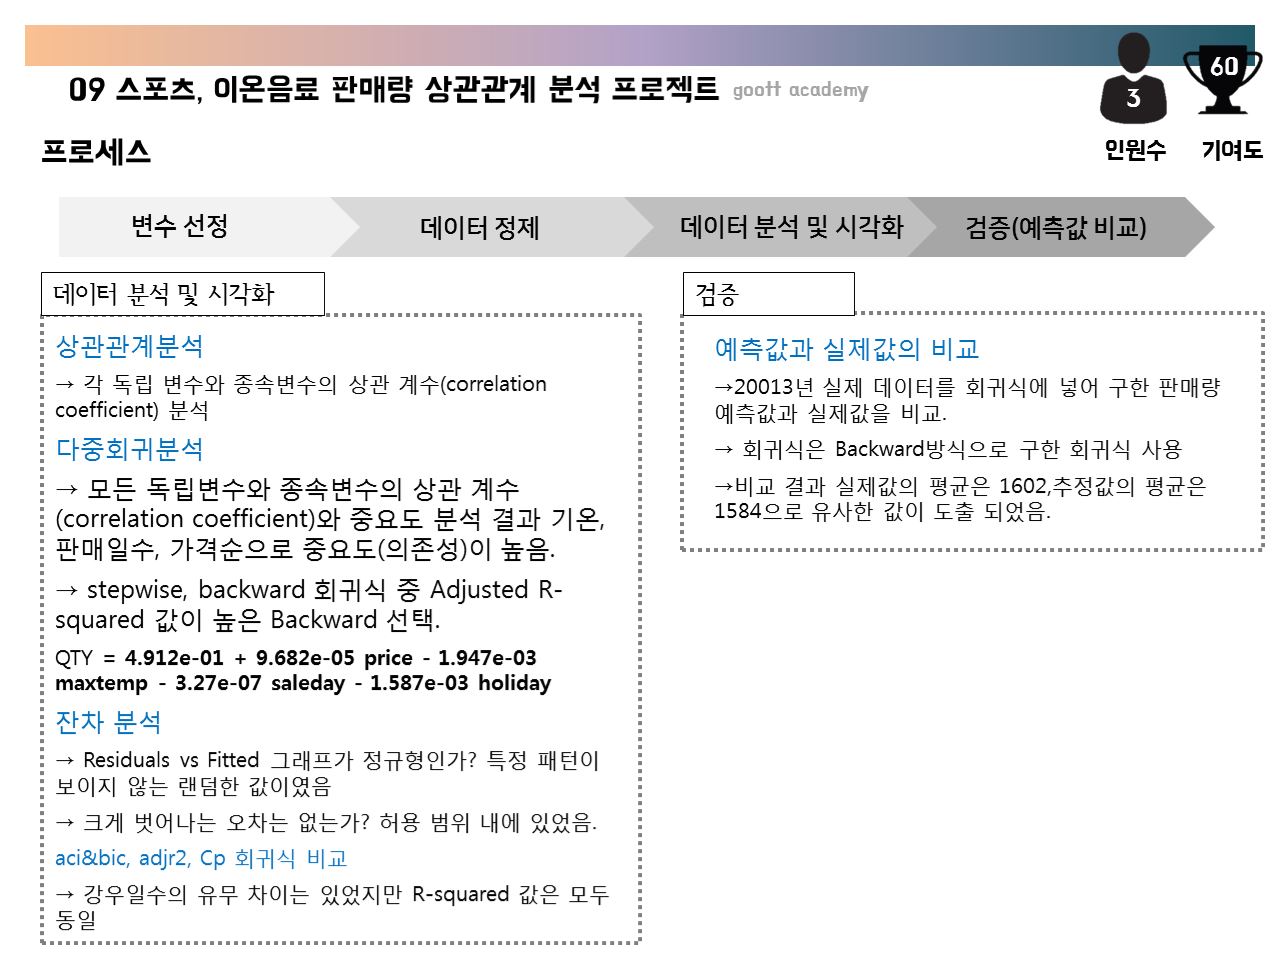 09 스포츠, 이온음료 판매량 상관관계 분석 프로젝트 goott academy
3
60
인원수
기여도
프로세스
변수 선정
데이터 정제
데이터 분석 및 시각화
검증(예측값 비교)
데이터 분석 및 시각화
상관관계분석
→ 각 독립 변수와 종속변수의 상관 계수(correlation
coefficient) 분석
다중회귀분석
→ 모든 독립변수와 종속변수의 상관 계수
(correlation coefficient)와 중요도 분석 결과 기온,
판매일수, 가격순으로 중요도(의존성)이 높음.
→ stepwise, backward 회귀식 중 Adjusted R-
squared 값이 높은 Backward 선택.
QTY = 4.912e-01 + 9.682e-05 price - 1.947e-03
maxtemp - 3.27e-07 saleday - 1.587e-03 holiday
잔차 분석
→ Residuals vs Fitted 그래프가 정규형인가? 특정 패턴이
보이지 않는 랜덤한 값이였음
→ 크게 벗어나는 오차는 없는가? 허용 범위 내에 있었음.
aci&bic, adjr2, Cp 회귀식 비교
→ 강우일수의 유무 차이는 있었지만 R-squared 값은 모두
동일
검증
예측값과 실제값의 비교
→20013년 실제 데이터를 회귀식에 넣어 구한 판매량
예측값과 실제값을 비교.
→ 회귀식은 Backward방식으로 구한 회귀식 사용
→비교 결과 실제값의 평균은 1602,추정값의 평균은
1584으로 유사한 값이 도출 되었음.